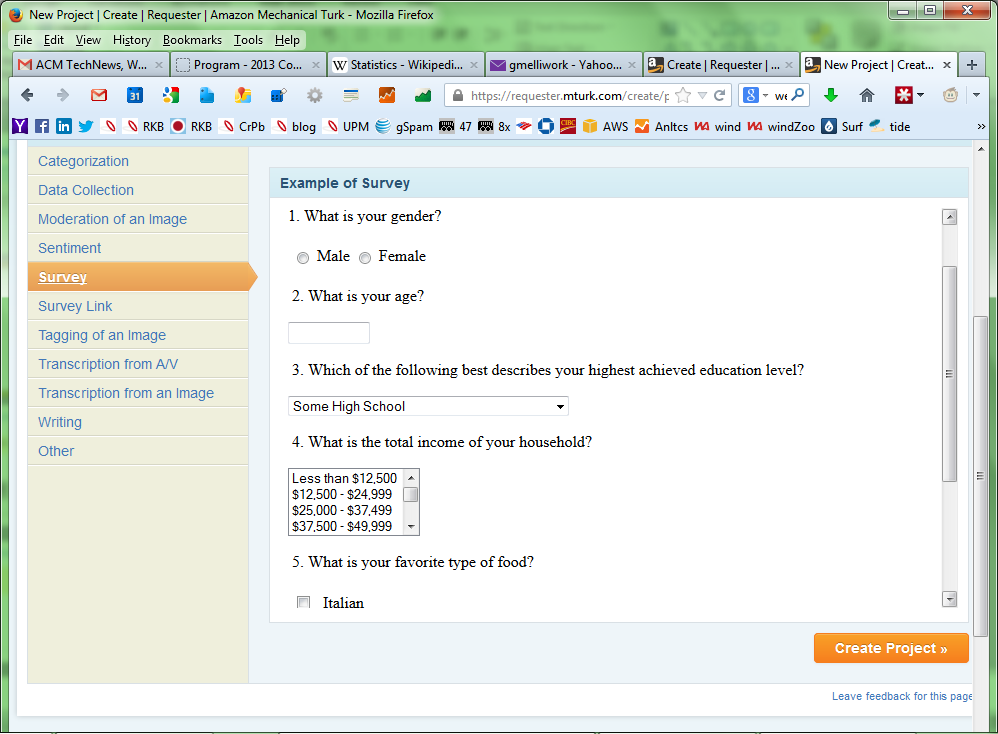 New Project | Create | Requester | Amazon Mechanical Turk - Mozilla Firefox
File Edit View History Bookmarks Tools Help
ACM TechNews, W... Program - 2013 Co... Statistics - Wikipedi... gmelliwork - Yahoo... Create | Requester | ... New Project | Creat...
https://requester.mturk.com/create/p we
RKB RKB CrPb blog UPM gSpam 47 8x AWS Anltcs wind windZoo Surf tide »
Categorization
Data Collection
Moderation of an Image
Sentiment
Survey
Survey Link
Tagging of an Image
Transcription from A/V
Transcription from an Image
Writing
Other
Example of Survey
1. What is your gender?
Male Female
2. What is your age?
3. Which of the following best describes your highest achieved education level?
Some High School
4. What is the total income of your household?
Less than $12,500
$12,500 - $24,999
$25,000 - $37,499
$37,500 - $49,999
5. What is your favorite type of food?
Italian
Create Project »
Leave feedback for this page